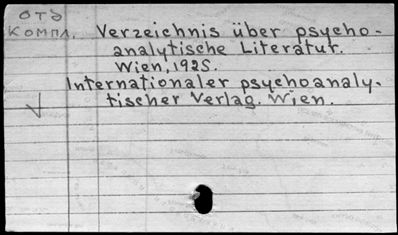 отд
компл. Verzeichnis über psycho-
analytische Literatur.
Wien, 1925.
Internationaler psychoanaly-
tischer Verlag. Wien.